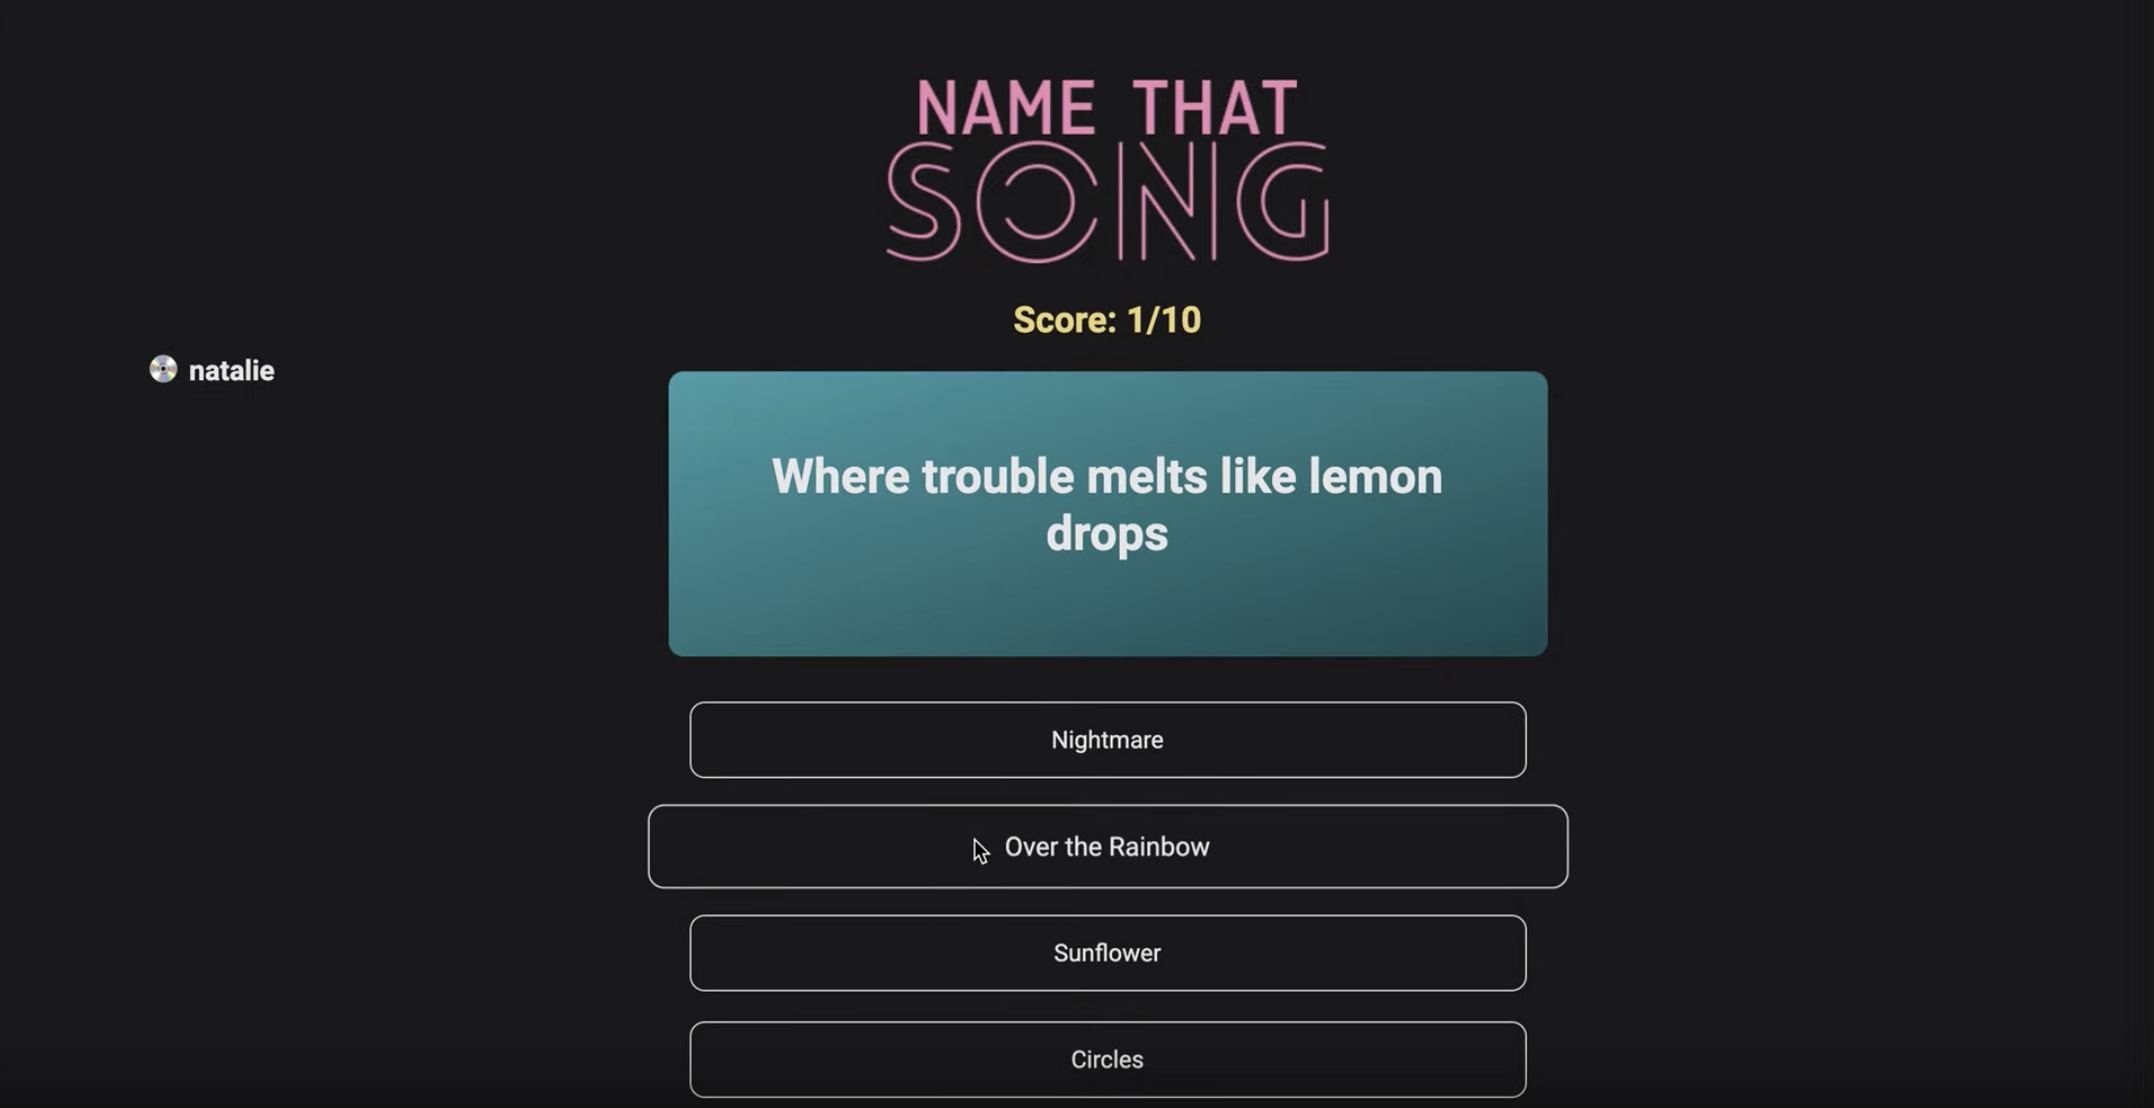 NAME THAT
SONG
Score: 1/10
natalie
Where trouble melts like lemon
drops
Nightmare
Over the Rainbow
Sunflower
Circles